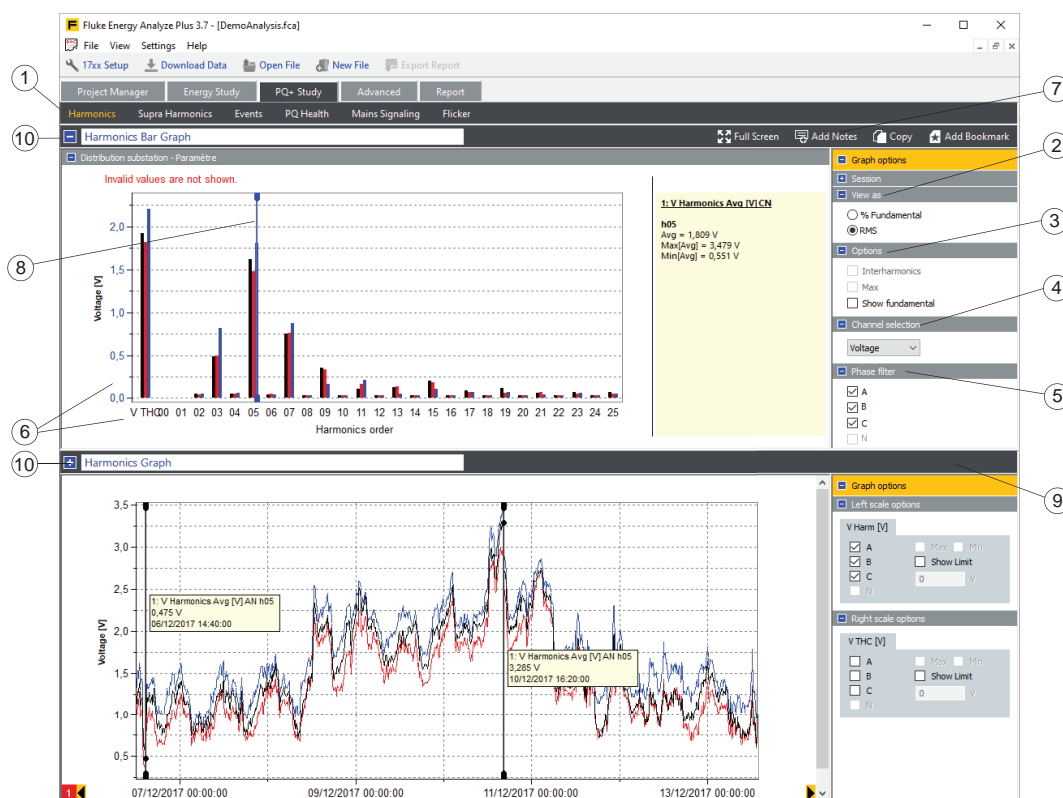 Fluke Energy Analyze Plus 3.7 - [DemoAnalysis.fca]
File View Settings Help
17xx Setup Download Data Open File New File Export Report
1
Project Manager Energy Study PQ+ Study Advanced Report
7
Harmonics Supra Harmonics Events PQ Health Mains Signaling Flicker
10
Harmonics Bar Graph
Full Screen Add Notes Copy Add Bookmark
2
Distribution substation - Paramètre
Invalid values are not shown.
Voltage [V]
2,0
1,5
1,0
0,5
0,0
V THC 00 01 02 03 04 05 06 07 08 09 10 11 12 13 14 15 16 17 18 19 20 21 22 23 24 25
Harmonics order
8
6
1: V Harmonics Avg [V] CN
h05
Avg = 1,809 V
Max[Avg] = 3,479 V
Min[Avg] = 0,551 V
Graph options
Session
View as
% Fundamental
RMS
3
Options
Interharmonics
Max
Show fundamental
4
Channel selection
Voltage
Phase filter
5
A
B
C
N
10
Harmonics Graph
9
Voltage [V]
3,5
3,0
2,5
2,0
1,5
1,0
0,5
1: V Harmonics Avg [V] AN h05
0,475 V
06/12/2017 14:40:00
1: V Harmonics Avg [V] AN h05
3,285 V
10/12/2017 16:20:00
1
07/12/2017 00:00:00 09/12/2017 00:00:00 11/12/2017 00:00:00 13/12/2017 00:00:00
Graph options
Left scale options
V Harm [V]
A Max Min
B Show Limit
C 0 V
N
Right scale options
V THC [V]
A Max Min
B Show Limit
C 0 V
N